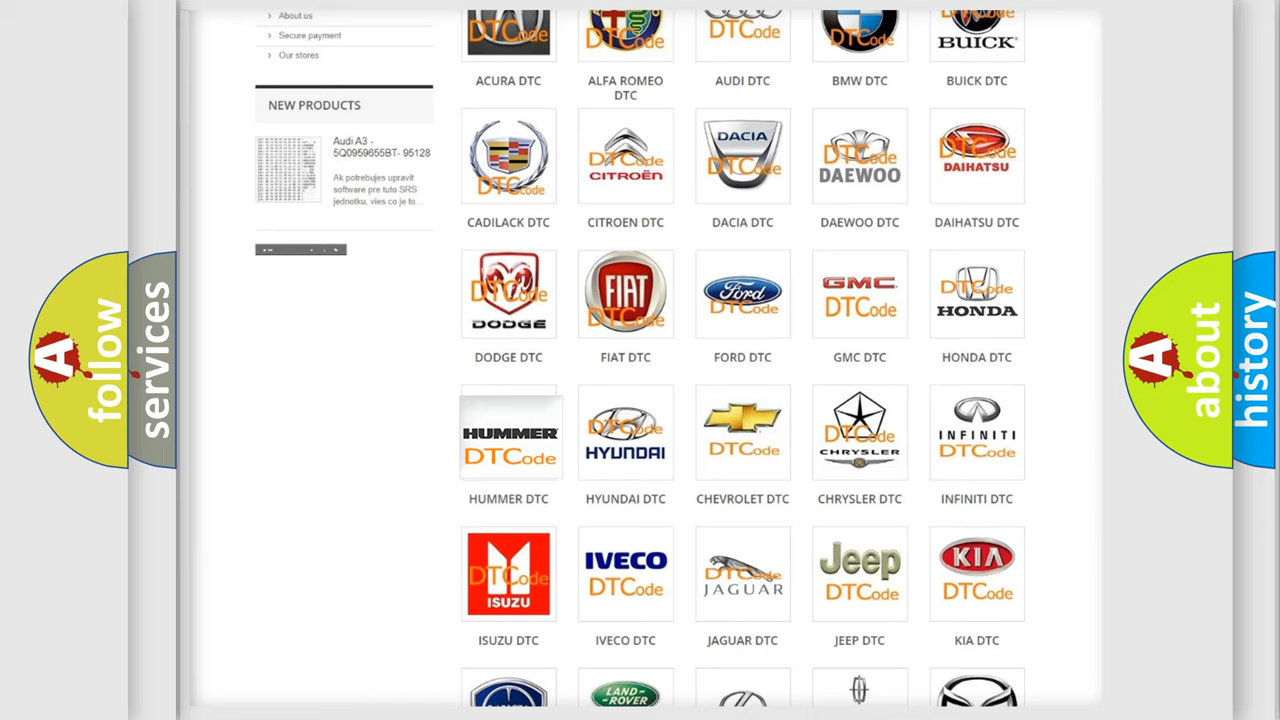 About us
Secure payment
Our stores
NEW PRODUCTS
Audi A3 -
5Q0959655BT- 95128
Ak potrebujes upravit
software pre tuto SRS
jednotku, vies co je to...
follow
services
about
history
DTCode
DTCode
DTCode
DTCode
DTCode
BUICK
ACURA DTC
ALFA ROMEO
DTC
AUDI DTC
BMW DTC
BUICK DTC
DTCode
DTCode
CITROËN
DACIA
DTCode
DTCode
DAEWOO
DTCode
DAIHATSU
CADILACK DTC
CITROEN DTC
DACIA DTC
DAEWOO DTC
DAIHATSU DTC
DTCode
DODGE
FIAT
DTCode
Ford
DTCode
GMC
DTCode
DTCode
HONDA
DODGE DTC
FIAT DTC
FORD DTC
GMC DTC
HONDA DTC
HUMMER
DTCode
DTCode
HYUNDAI
DTCode
DTCode
CHRYSLER
INFINITI
DTCode
HUMMER DTC
HYUNDAI DTC
CHEVROLET DTC
CHRYSLER DTC
INFINITI DTC
DTCode
ISUZU
IVECO
DTCode
DTCode
JAGUAR
Jeep
DTCode
KIA
DTCode
ISUZU DTC
IVECO DTC
JAGUAR DTC
JEEP DTC
KIA DTC
LAND-
ROVER